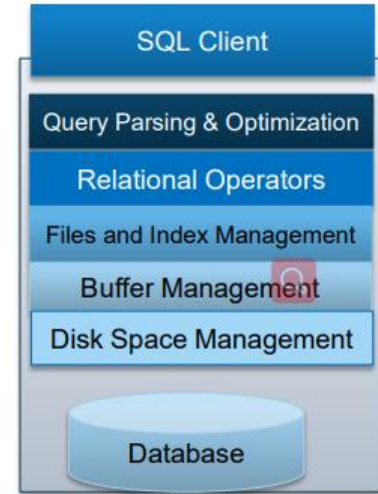 SQL Client
Query Parsing & Optimization
Relational Operators
Files and Index Management
Buffer Management
Disk Space Management
Database